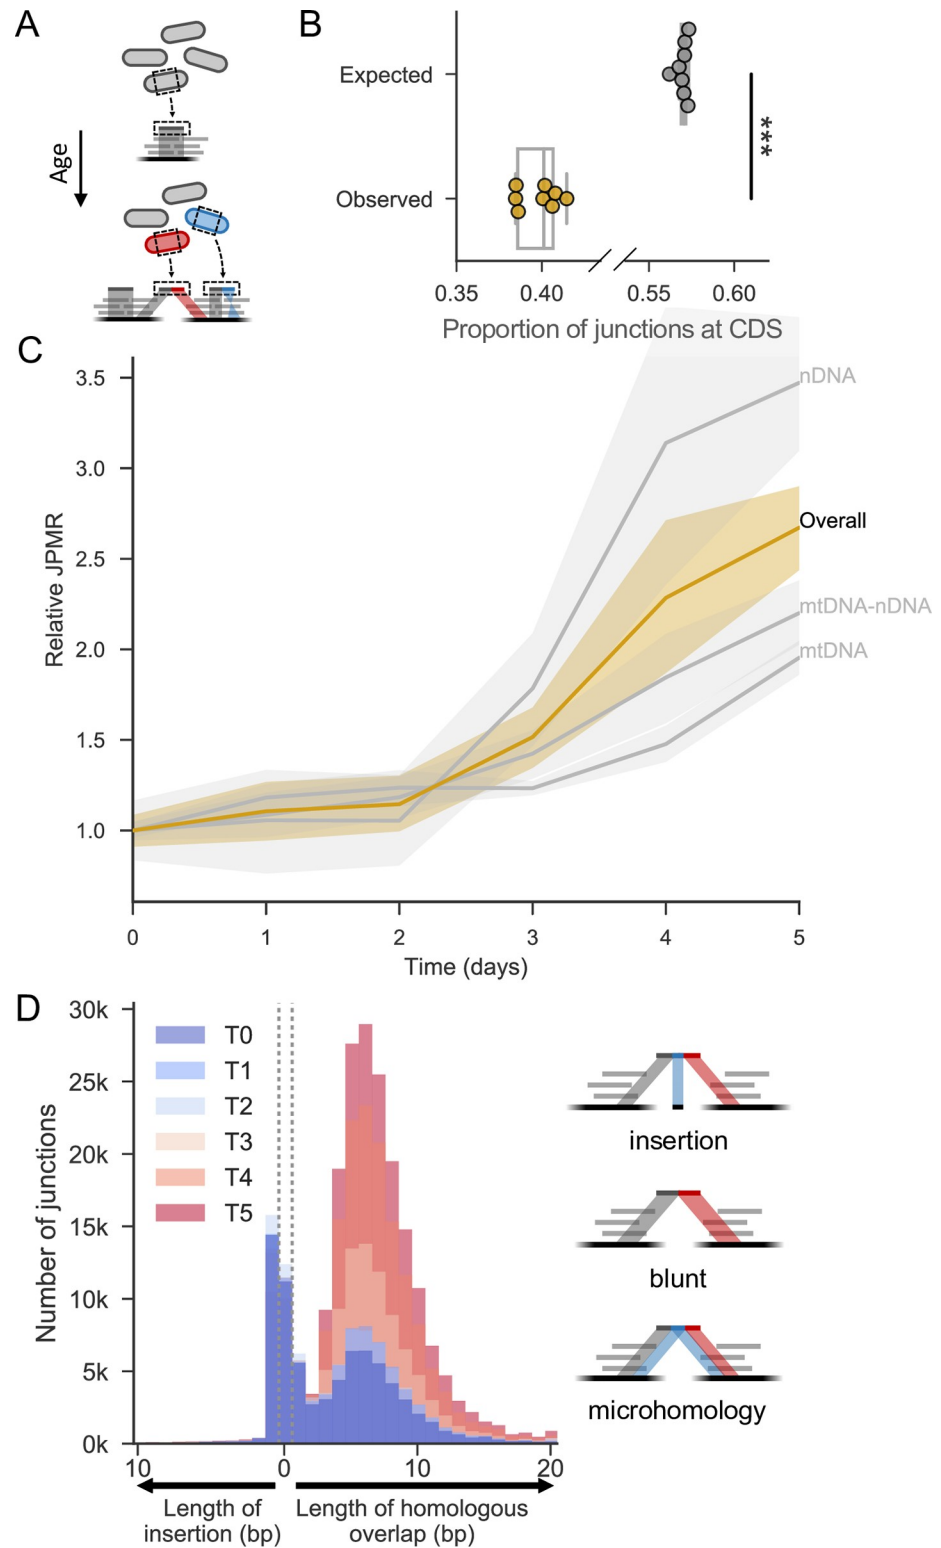 A
B
Age
Expected
Observed
***
0.35
0.40
0.55
0.60
Proportion of junctions at CDS
C
Relative JPMR
3.5
3.0
2.5
2.0
1.5
1.0
nDNA
Overall
mtDNA-nDNA
mtDNA
0
1
2
3
4
5
Time (days)
D
Number of junctions
30k
25k
20k
15k
10k
5k
0k
T0
T1
T2
T3
T4
T5
10
0
10
20
Length of
insertion (bp)
Length of homologous
overlap (bp)
insertion
blunt
microhomology